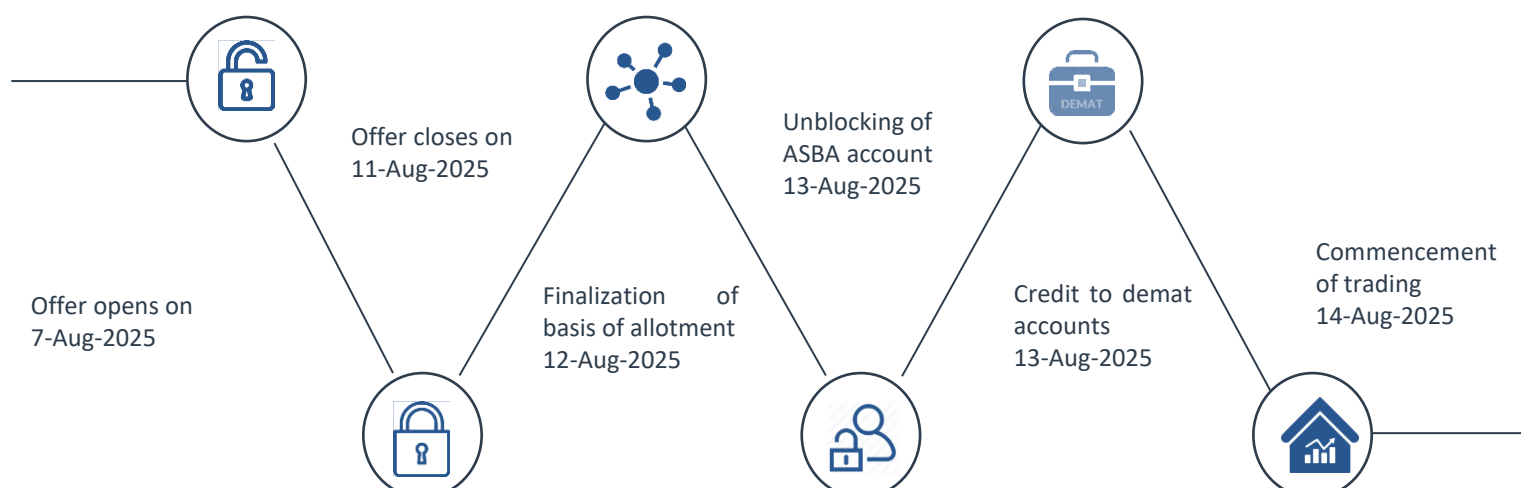 Offer opens on
7-Aug-2025
Offer closes on
11-Aug-2025
Finalization of
basis of allotment
12-Aug-2025
Unblocking of
ASBA account
13-Aug-2025
DEMAT
Credit to demat
accounts
13-Aug-2025
Commencement
of trading
14-Aug-2025